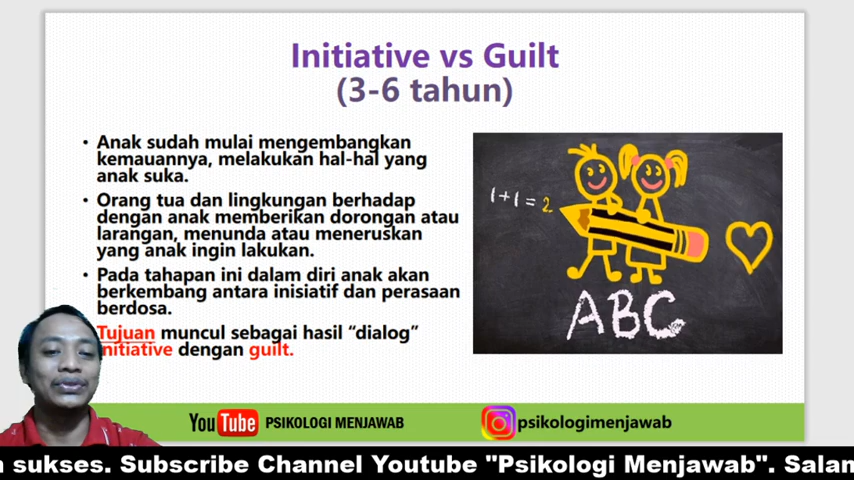 Initiative vs Guilt
(3-6 tahun)
• Anak sudah mulai mengembangkan
kemauannya, melakukan hal-hal yang
anak suka.
• Orang tua dan lingkungan berhadap
dengan anak memberikan dorongan atau
larangan, menunda atau meneruskan
yang anak ingin lakukan.
• Pada tahapan ini dalam diri anak akan
berkembang antara inisiatif dan perasaan
berdosa.
Tujuan muncul sebagai hasil “dialog”
initiative dengan guilt.
1+1=2
ABC
YouTube PSIKOLOGI MENJAWAB
psikologimenjawab
sukses. Subscribe Channel Youtube "Psikologi Menjawab".